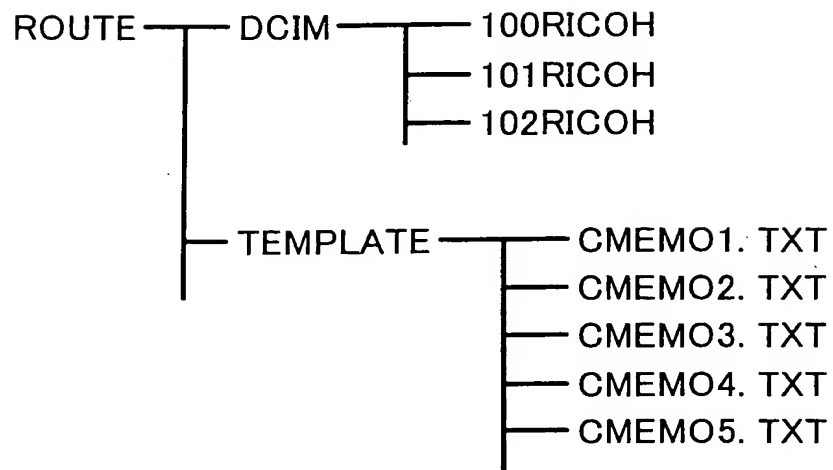 ROUTE DCIM 100RICOH
101RICOH
102RICOH
TEMPLATE CMEMO1. TXT
CMEMO2. TXT
CMEMO3. TXT
CMEMO4. TXT
CMEMO5. TXT